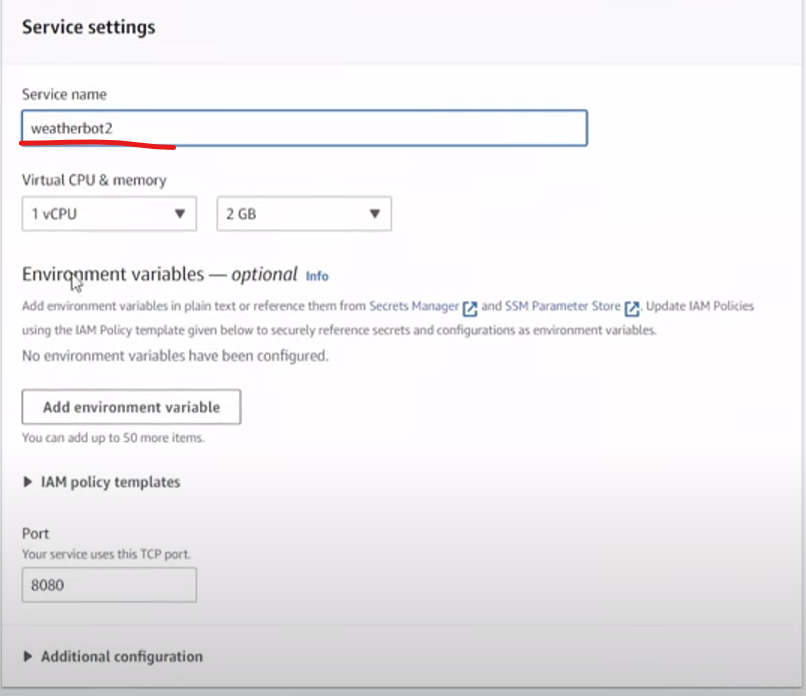 Service settings
Service name
weatherbot2
Virtual CPU & memory
1 vCPU
2 GB
Environment variables — optional Info
Add environment variables in plain text or reference them from Secrets Manager and SSM Parameter Store. Update IAM Policies
using the IAM Policy template given below to securely reference secrets and configurations as environment variables.
No environment variables have been configured.
Add environment variable
You can add up to 50 more items.
IAM policy templates
Port
Your service uses this TCP port.
8080
Additional configuration